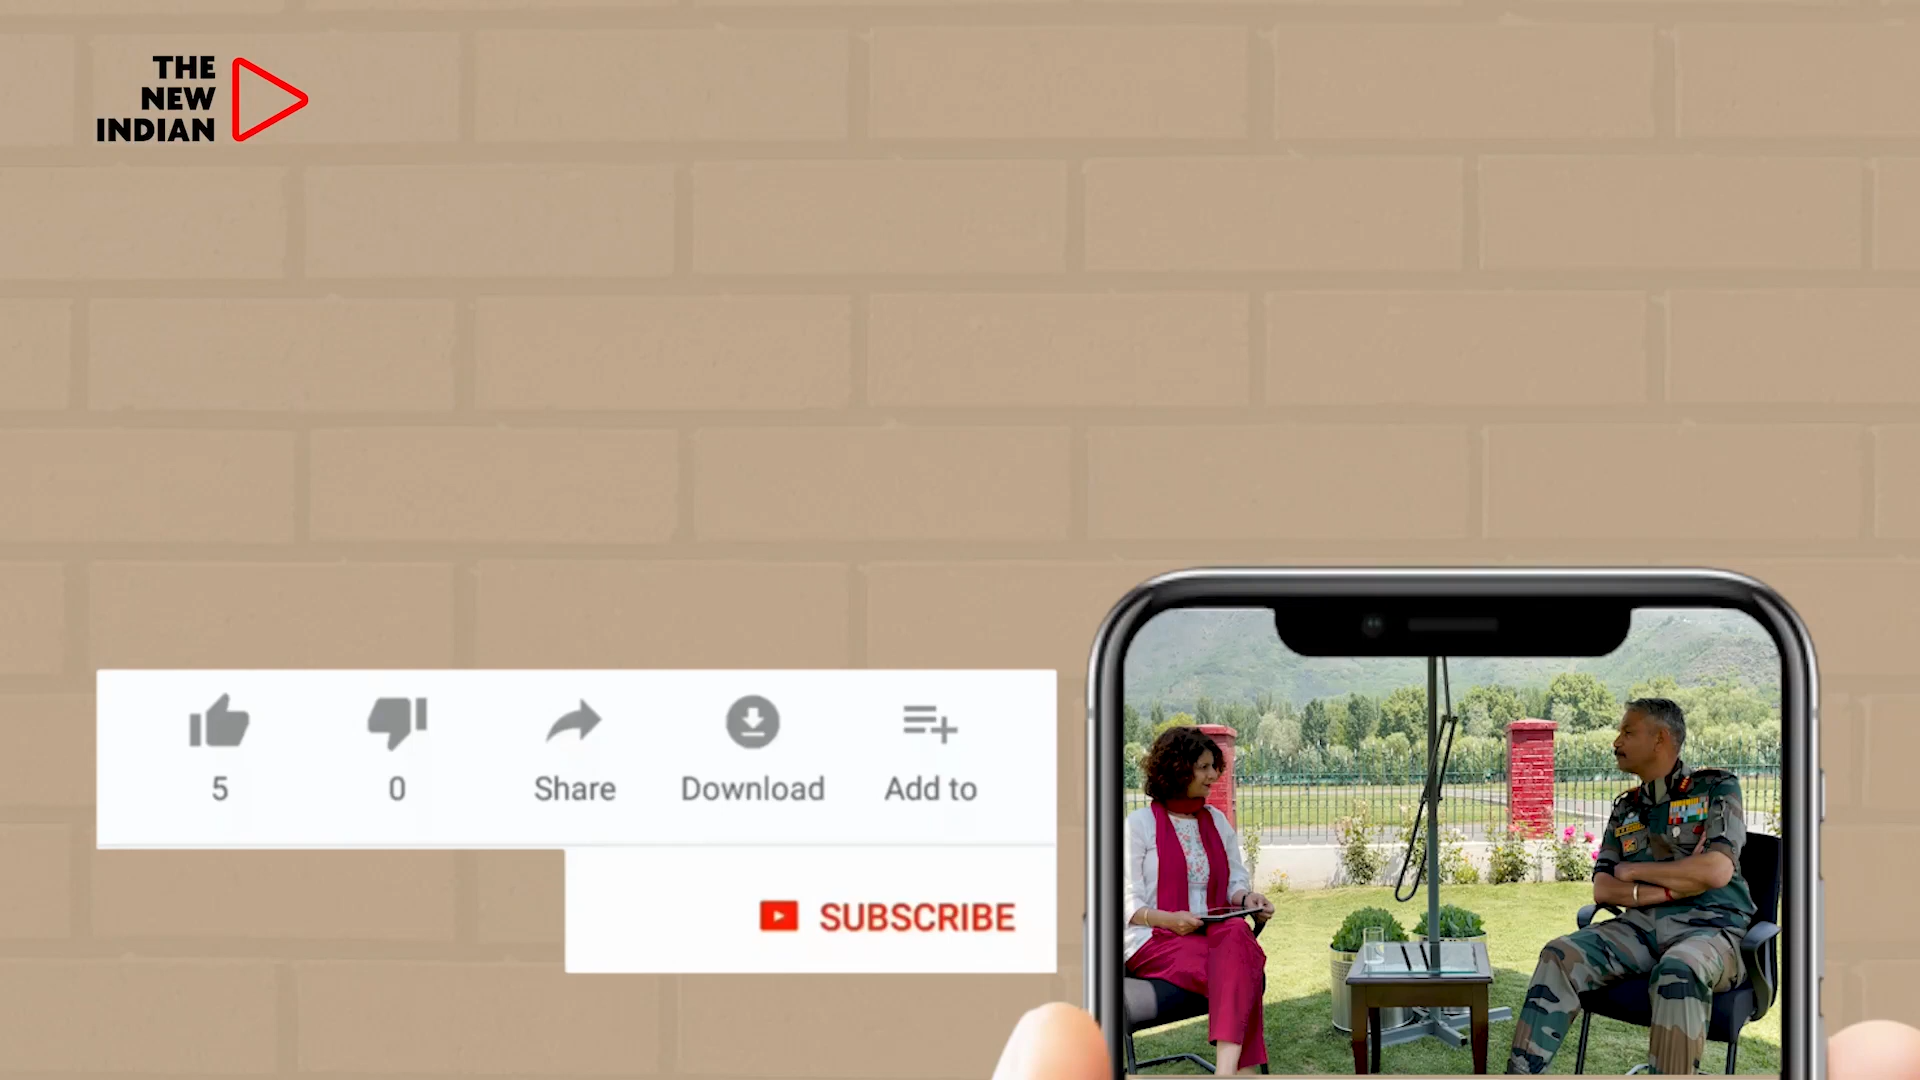 THE
NEW
INDIAN
5 0 Share Download Add to
SUBSCRIBE